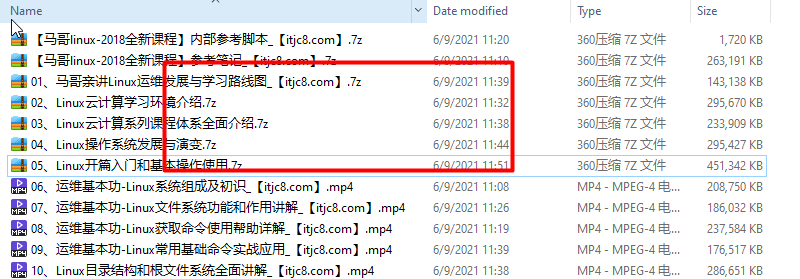 Name Date modified Type Size
【马哥linux-2018全新课程】内部参考脚本_【itjc8.com】.7z 6/9/2021 11:20 360压缩 7Z 文件 1,720 KB
【马哥linux-2018全新课程】参考笔记_【itjc8.com】.7z 6/9/2021 11:19 360压缩 7Z 文件 263,191 KB
01、马哥亲讲Linux运维发展与学习路线图_【itjc8.com】.7z 6/9/2021 11:39 360压缩 7Z 文件 143,138 KB
02、Linux云计算学习环境介绍.7z 6/9/2021 11:32 360压缩 7Z 文件 295,670 KB
03、Linux云计算系列课程体系全面介绍.7z 6/9/2021 11:38 360压缩 7Z 文件 233,909 KB
04、Linux操作系统发展与演变.7z 6/9/2021 11:44 360压缩 7Z 文件 295,427 KB
05、Linux开篇入门和基本操作使用.7z 6/9/2021 11:51 360压缩 7Z 文件 451,342 KB
06、运维基本功-Linux系统组成及初识_【itjc8.com】.mp4 6/9/2021 11:08 MP4 - MPEG-4 电... 208,750 KB
07、运维基本功-Linux文件系统功能和作用讲解_【itjc8.com】.mp4 6/9/2021 11:26 MP4 - MPEG-4 电... 186,032 KB
08、运维基本功-Linux获取命令使用帮助详解_【itjc8.com】.mp4 6/9/2021 11:19 MP4 - MPEG-4 电... 237,584 KB
09、运维基本功-Linux常用基础命令实战应用_【itjc8.com】.mp4 6/9/2021 11:39 MP4 - MPEG-4 电... 176,517 KB
10、Linux目录结构和根文件系统全面讲解_【itjc8.com】.mp4 6/9/2021 11:38 MP4 - MPEG-4 电... 286,651 KB